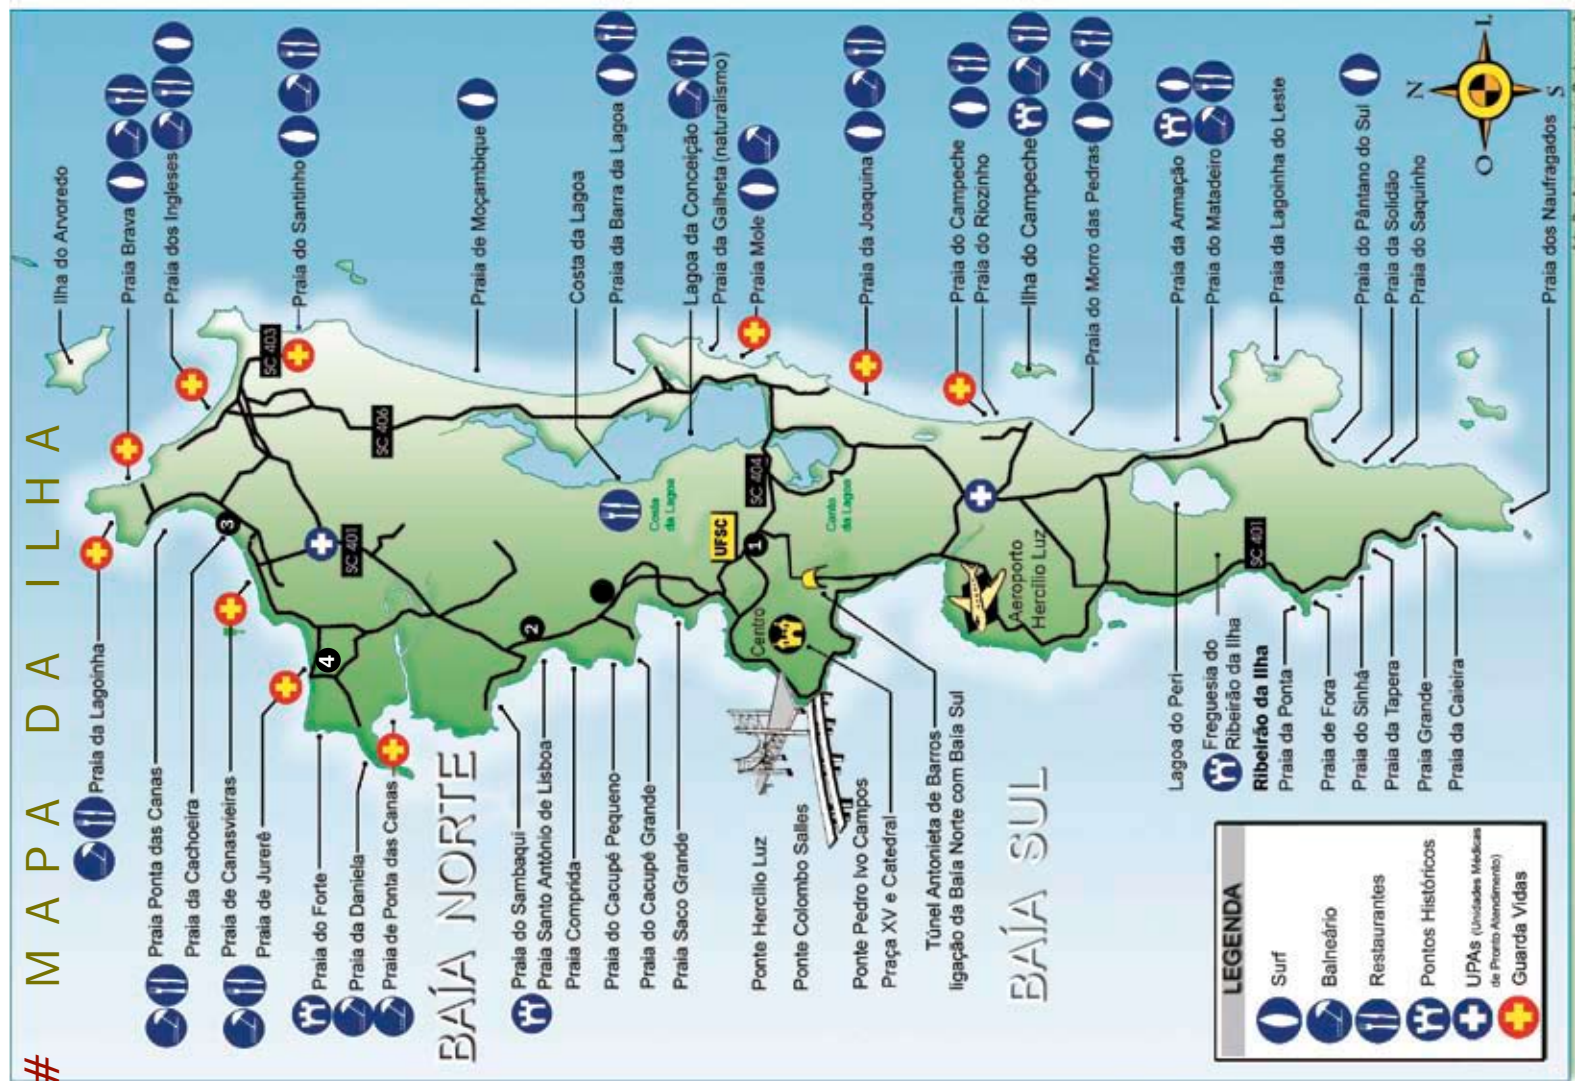 # MAPA DA ILHA
Ilha do Arvoredo
Praia Brava
Praia dos Ingleses
Praia do Santinho
Praia de Moçambique
Costa da Lagoa
Praia da Barra da Lagoa
Lagoa da Conceição
Praia da Galheta (naturalismo)
Praia Mole
Praia da Joaquina
Praia do Campeche
Praia do Riozinho
Ilha do Campeche
Praia do Morro das Pedras
Praia da Armação
Praia do Matadeiro
Praia da Lagoinha do Leste
Praia do Pântano do Sul
Praia da Solidão
Praia do Saquinho
Praia dos Naufragados
N
S
L
O
SC 403
SC 406
SC 401
SC 404
SC 401
Costa
da Lagoa
Canto
da Lagoa
UFSC
1
2
3
4
Centro
Aeroporto
Hercílio Luz
Praia da Lagoinha
Praia Ponta das Canas
Praia da Cachoeira
Praia de Canasvieiras
Praia de Jurerê
Praia do Forte
Praia da Daniela
Praia de Ponta das Canas
BAÍA NORTE
Praia do Sambaqui
Praia Santo Antônio de Lisboa
Praia Comprida
Praia do Cacupé Pequeno
Praia do Cacupé Grande
Praia Saco Grande
Ponte Hercílio Luz
Ponte Colombo Salles
Ponte Pedro Ivo Campos
Praça XV e Catedral
Túnel Antonieta de Barros
ligação da Baía Norte com Baía Sul
BAÍA SUL
Lagoa do Peri
Freguesia do
Ribeirão da Ilha
Ribeirão da Ilha
Praia da Ponta
Praia de Fora
Praia do Sinhá
Praia da Tapera
Praia Grande
Praia da Caieira
LEGENDA
Surf
Balneário
Restaurantes
Pontos Históricos
UPAs (Unidades Médicas
de Pronto Atendimento)
Guarda Vidas